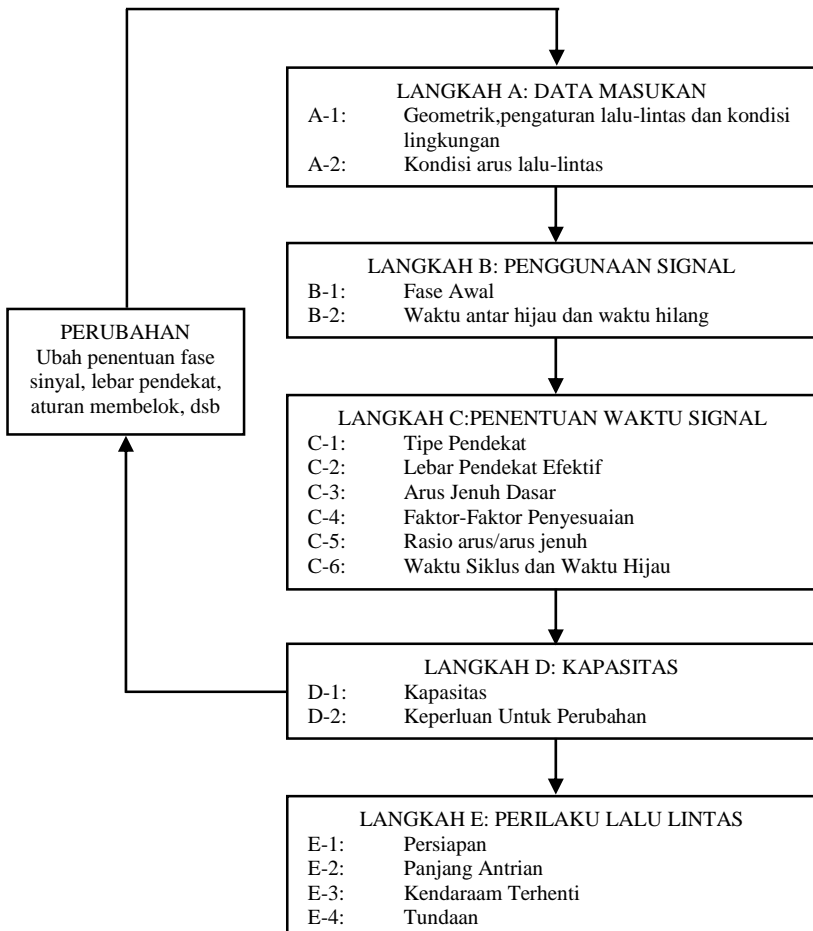 LANGKAH A: DATA MASUKAN
A-1: Geometrik,pengaturan lalu-lintas dan kondisi
lingkungan
A-2: Kondisi arus lalu-lintas
LANGKAH B: PENGGUNAAN SIGNAL
B-1: Fase Awal
B-2: Waktu antar hijau dan waktu hilang
PERUBAHAN
Ubah penentuan fase
sinyal, lebar pendekat,
aturan membelok, dsb
LANGKAH C:PENENTUAN WAKTU SIGNAL
C-1: Tipe Pendekat
C-2: Lebar Pendekat Efektif
C-3: Arus Jenuh Dasar
C-4: Faktor-Faktor Penyesuaian
C-5: Rasio arus/arus jenuh
C-6: Waktu Siklus dan Waktu Hijau
LANGKAH D: KAPASITAS
D-1: Kapasitas
D-2: Keperluan Untuk Perubahan
LANGKAH E: PERILAKU LALU LINTAS
E-1: Persiapan
E-2: Panjang Antrian
E-3: Kendaraam Terhenti
E-4: Tundaan